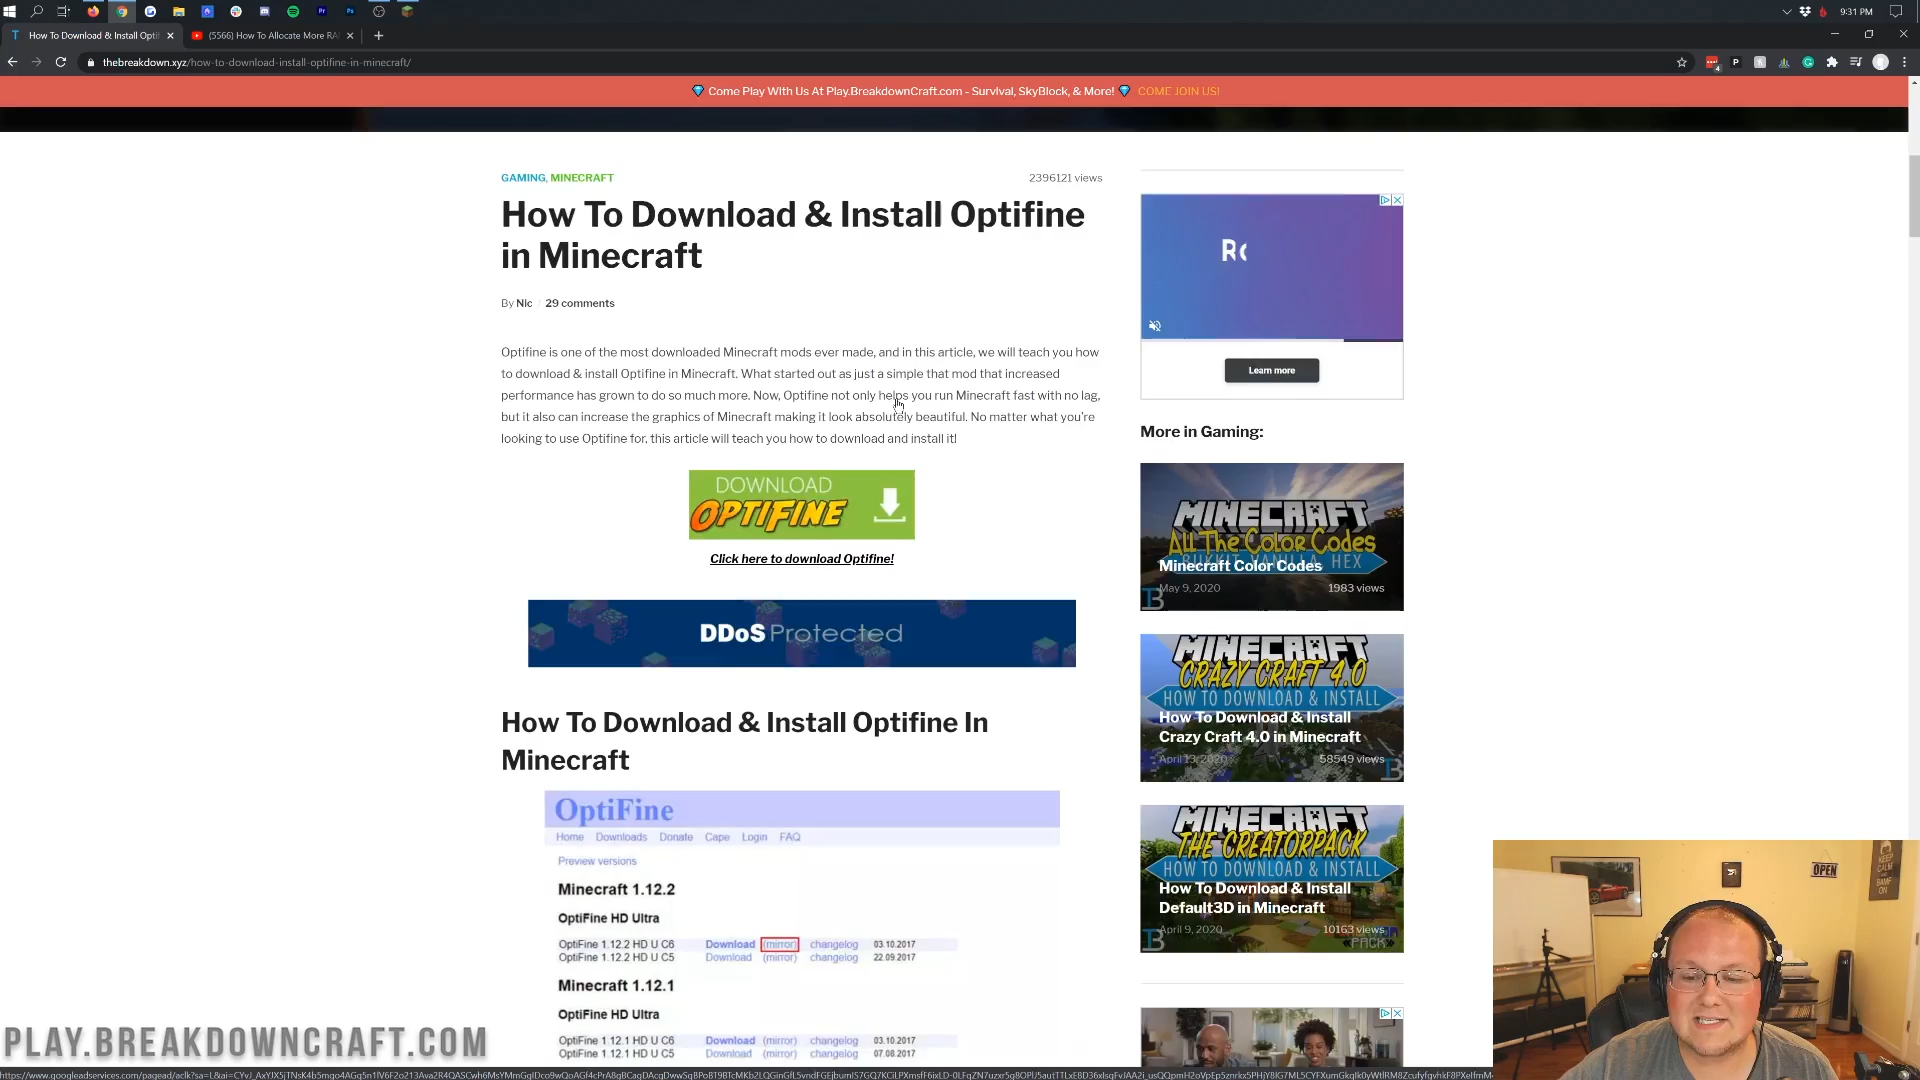 9:31 PM
How To Download & Install Optif
(5566) How To Allocate More RA
thebreakdown.xyz/how-to-download-install-optifine-in-minecraft/
Come Play With Us At Play.BreakdownCraft.com - Survival, SkyBlock, & More! COME JOIN US!
GAMING, MINECRAFT
2396121 views
How To Download & Install Optifine
in Minecraft
By Nic / 29 comments
Optifine is one of the most downloaded Minecraft mods ever made, and in this article, we will teach you how
to download & install Optifine in Minecraft. What started out as just a simple that mod that increased
performance has grown to do so much more. Now, Optifine not only helps you run Minecraft fast with no lag,
but it also can increase the graphics of Minecraft making it look absolutely beautiful. No matter what you're
looking to use Optifine for, this article will teach you how to download and install it!
DOWNLOAD
OPTIFINE
Click here to download Optifine!
DDoS Protected
How To Download & Install Optifine In
Minecraft
OptiFine
Home Downloads Donate Cape Login FAQ
Preview versions
Minecraft 1.12.2
OptiFine HD Ultra
OptiFine 1.12.2 HD U C6 Download (mirror) changelog 03.10.2017
OptiFine 1.12.2 HD U C5 Download (mirror) changelog 22.09.2017
Minecraft 1.12.1
OptiFine HD Ultra
OptiFine 1.12.1 HD U C6 Download (mirror) changelog 03.10.2017
OptiFine 1.12.1 HD U C5 Download (mirror) changelog 07.08.2017
Learn more
More in Gaming:
MINECRAFT
All The Color Codes
BUKKIT VANILLA HEX
Minecraft Color Codes
May 9, 2020 1983 views
MINECRAFT
CRAZY CRAFT 4.0
HOW TO DOWNLOAD & INSTALL
How To Download & Install
Crazy Craft 4.0 in Minecraft
April 13, 2020 58549 views
MINECRAFT
THE CREATORPACK
HOW TO DOWNLOAD & INSTALL
How To Download & Install
Default3D in Minecraft
April 9, 2020 10163 views
PACK
OPEN
KEEP
CALM
AND
BAMF
ON
PLAY.BREAKDOWNCRAFT.COM